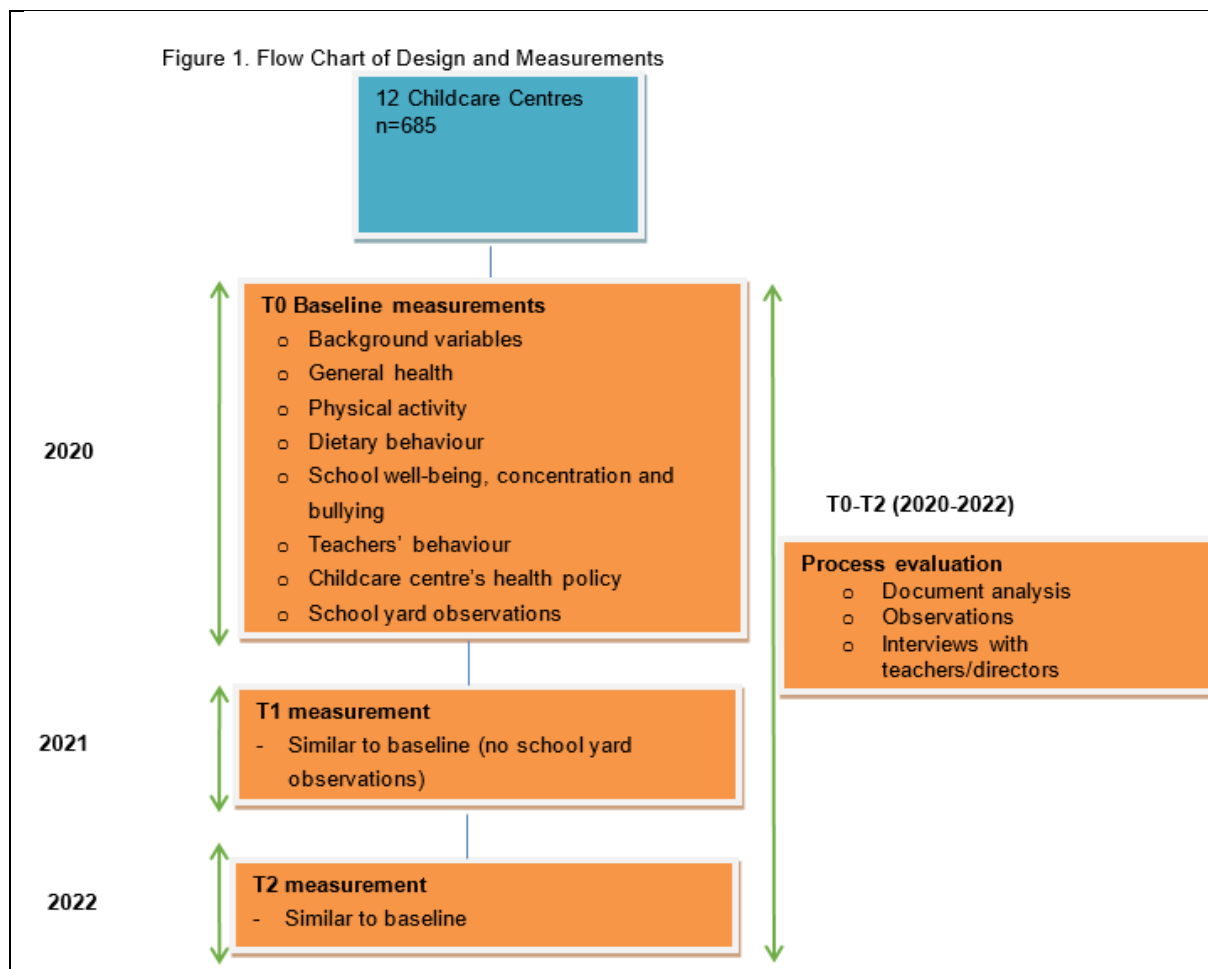 Figure 1. Flow Chart of Design and Measurements
12 Childcare Centres
n=685
2020
T0 Baseline measurements
o Background variables
o General health
o Physical activity
o Dietary behaviour
o School well-being, concentration and
bullying
o Teachers' behaviour
o Childcare centre's health policy
o School yard observations
T0-T2 (2020-2022)
Process evaluation
o Document analysis
o Observations
o Interviews with
teachers/directors
2021
T1 measurement
- Similar to baseline (no school yard
observations)
2022
T2 measurement
- Similar to baseline